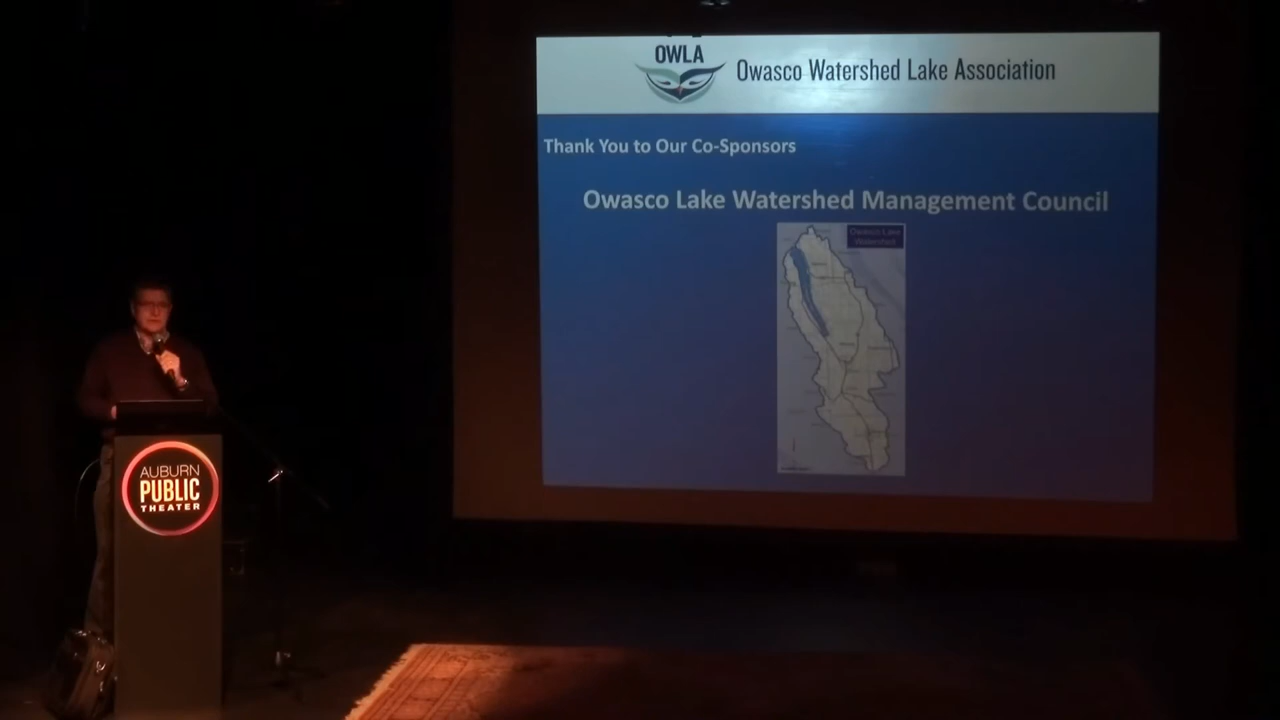 OWLA
Owasco Watershed Lake Association
Thank You to Our Co-Sponsors
Owasco Lake Watershed Management Council
Owasco Lake
Watershed
AUBURN
PUBLIC
THEATER